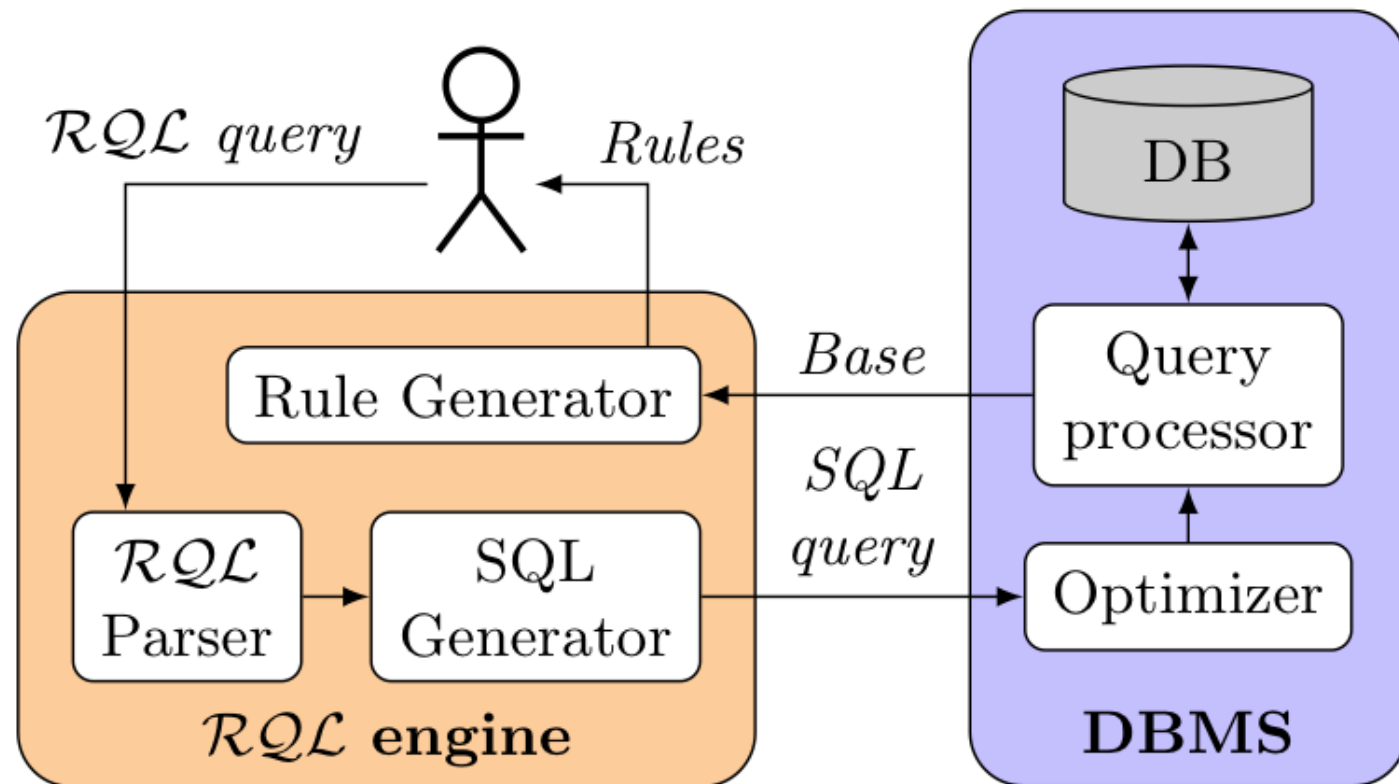 RQL query
Rules
DB
Rule Generator
Base
Query
processor
SQL
query
RQL
Parser
SQL
Generator
Optimizer
RQL engine
DBMS